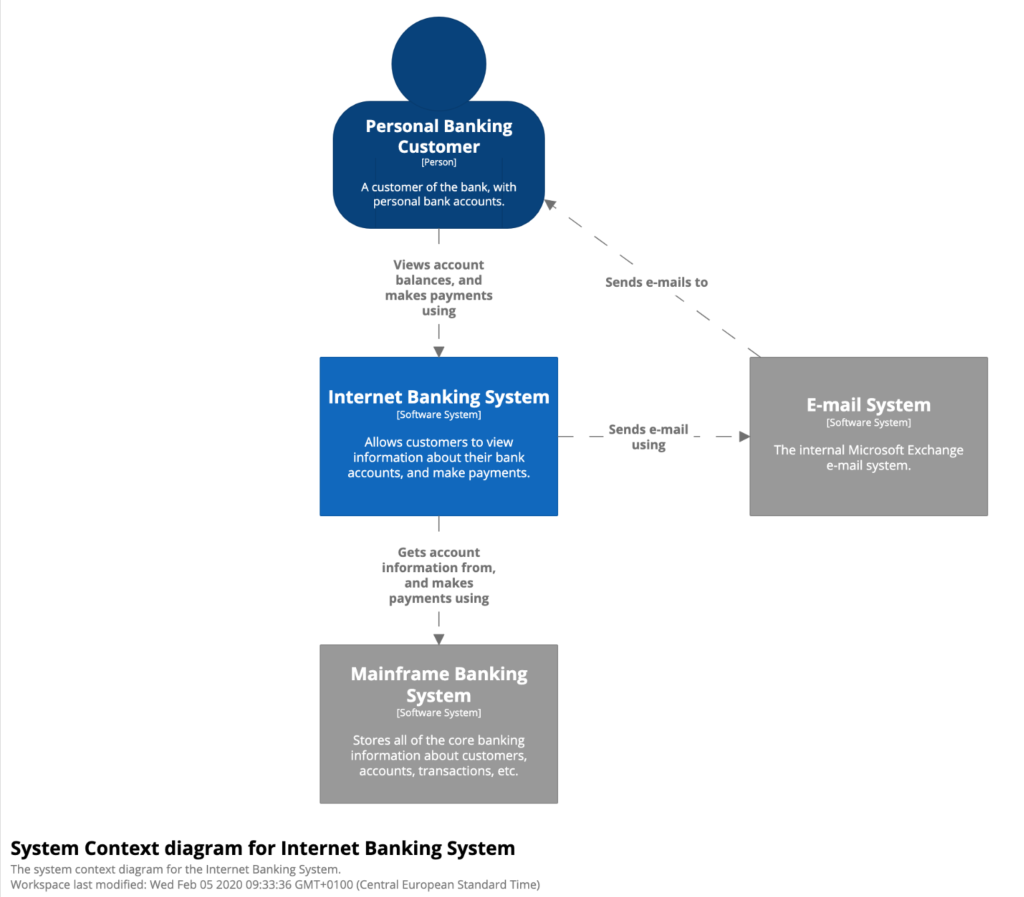 Personal Banking
Customer
[Person]
A customer of the bank, with
personal bank accounts.
Views account
balances, and
makes payments
using
Sends e-mails to
Internet Banking System
[Software System]
Allows customers to view
information about their bank
accounts, and make payments.
Sends e-mail
using
E-mail System
[Software System]
The internal Microsoft Exchange
e-mail system.
Gets account
information from,
and makes
payments using
Mainframe Banking
System
[Software System]
Stores all of the core banking
information about customers,
accounts, transactions, etc.
System Context diagram for Internet Banking System
The system context diagram for the Internet Banking System.
Workspace last modified: Wed Feb 05 2020 09:33:36 GMT+0100 (Central European Standard Time)